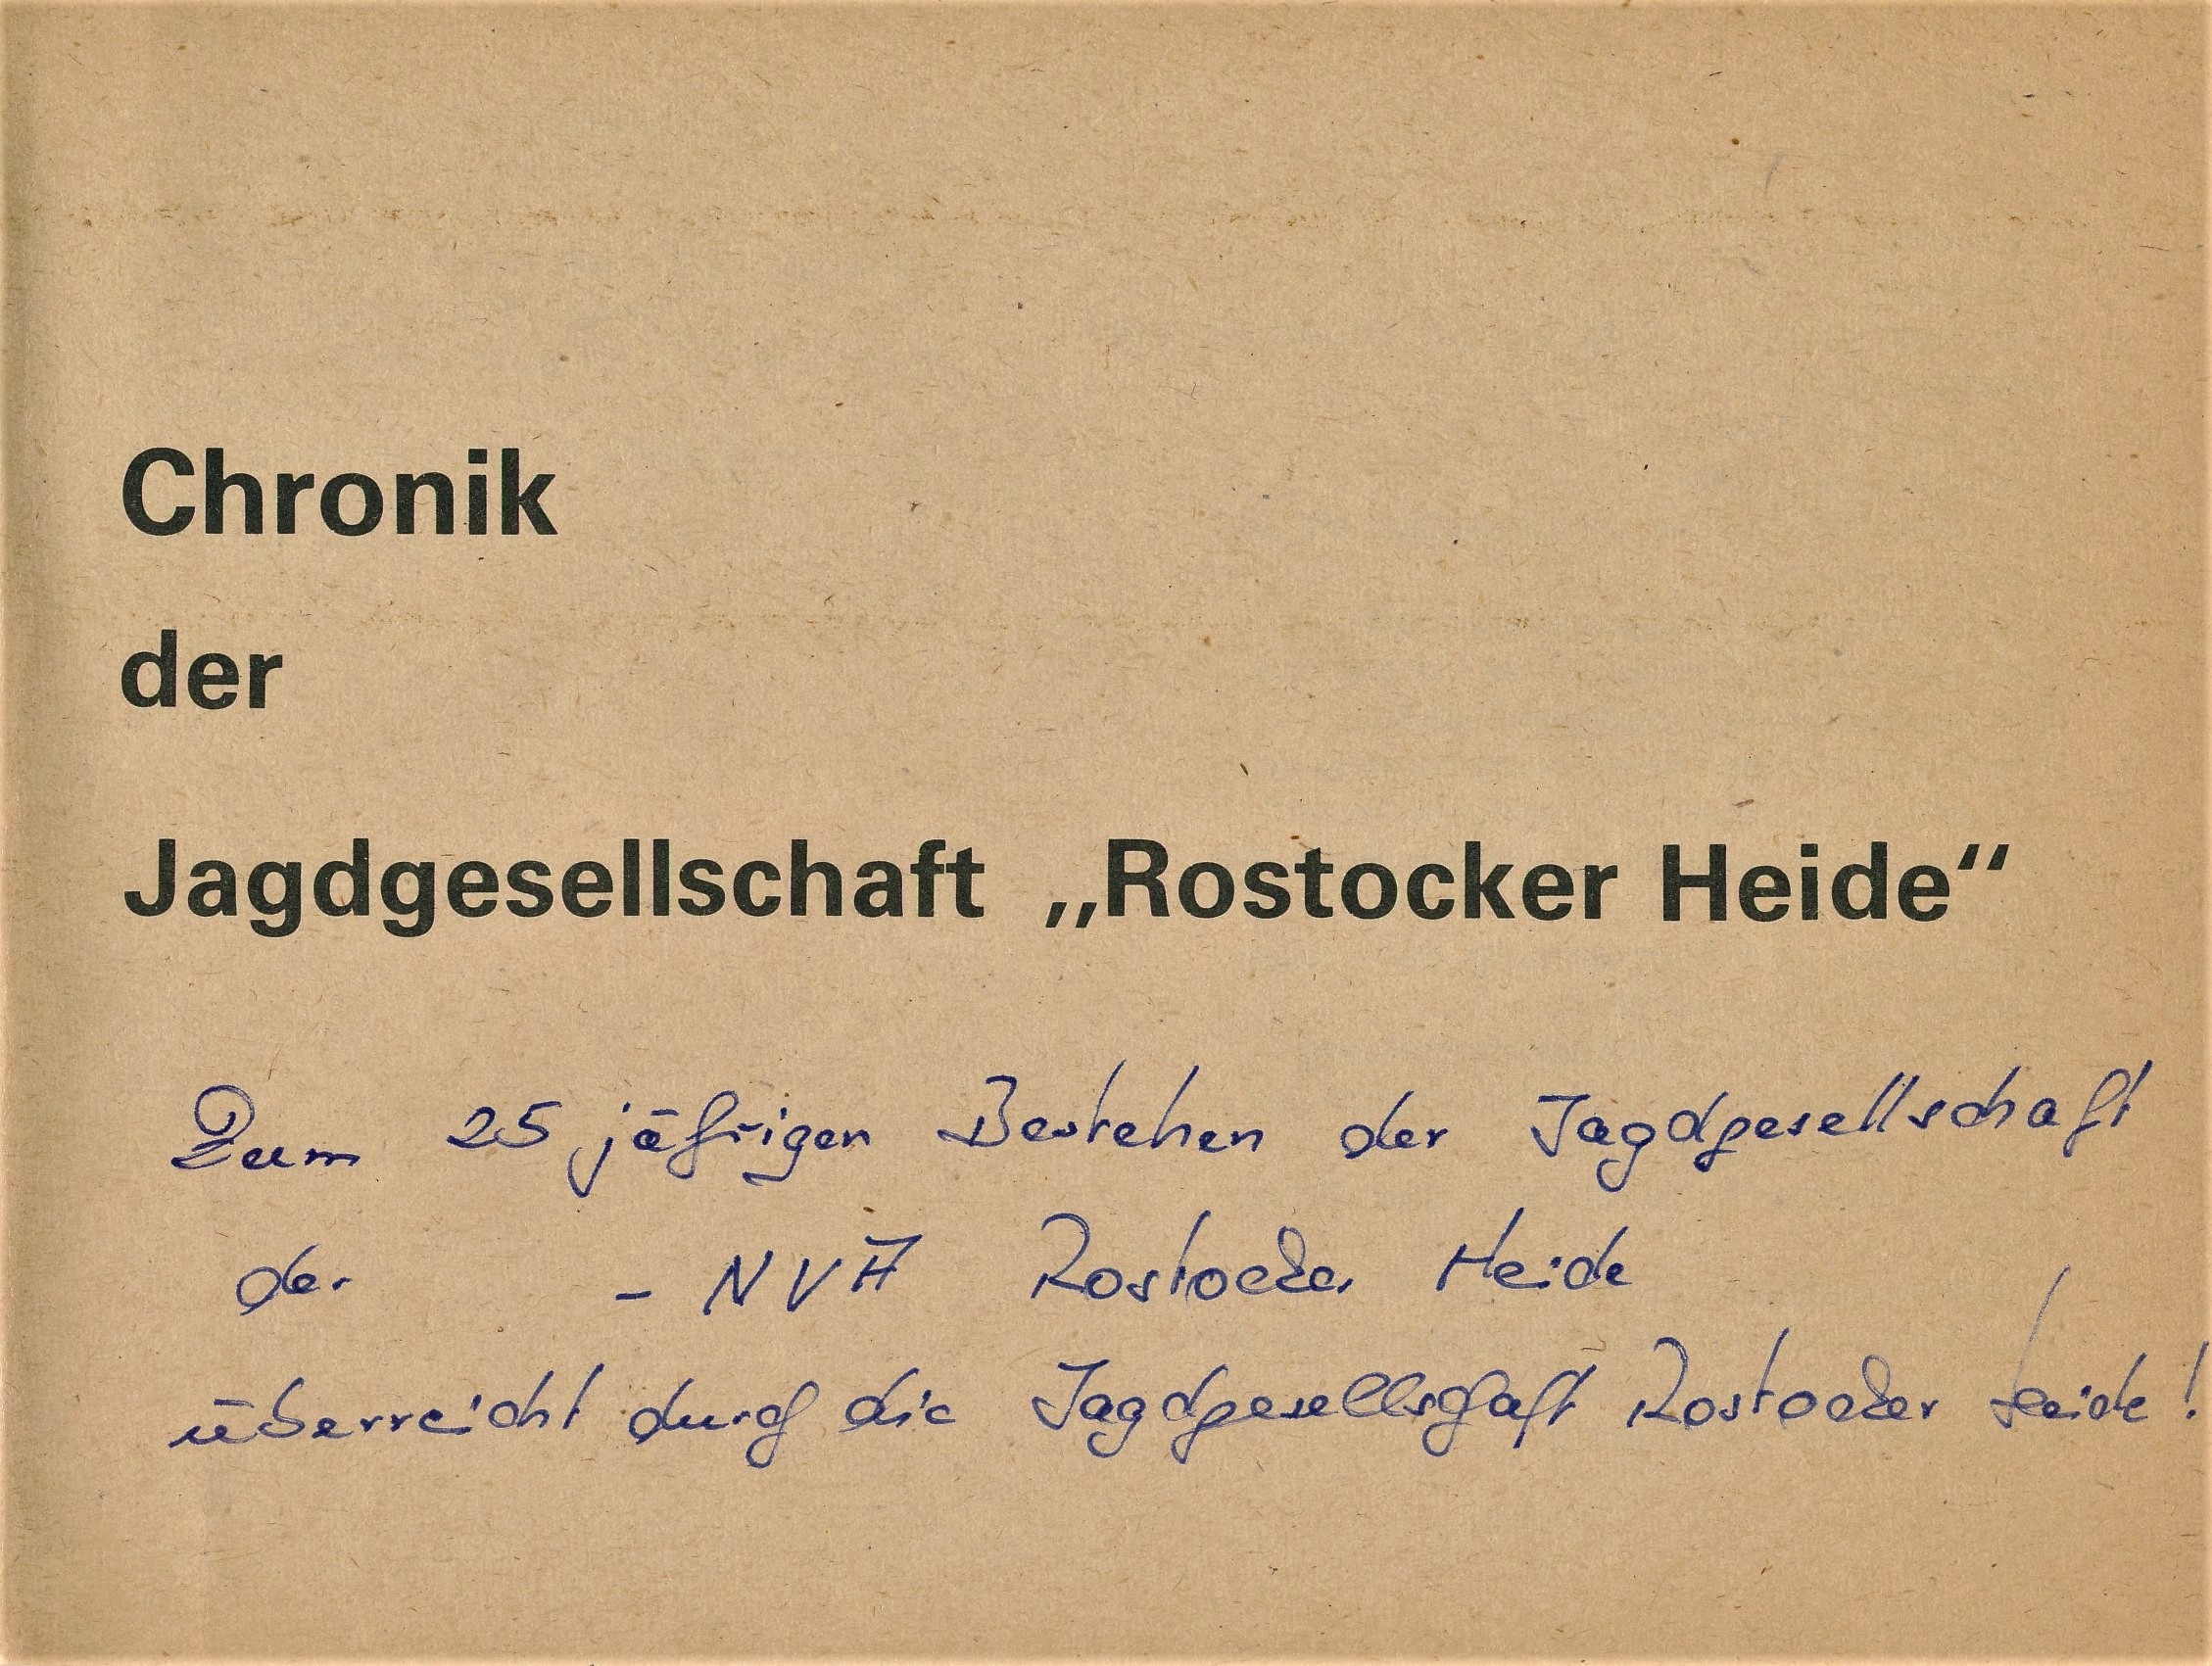 Chronik
der
Jagdgesellschaft „Rostocker Heide“
Zum 25 jährigen Bestehen der Jagdgesellschaft
der - NVA Rostocker Heide
überreicht durch die Jagdgesellschaft Rostocker Heide!